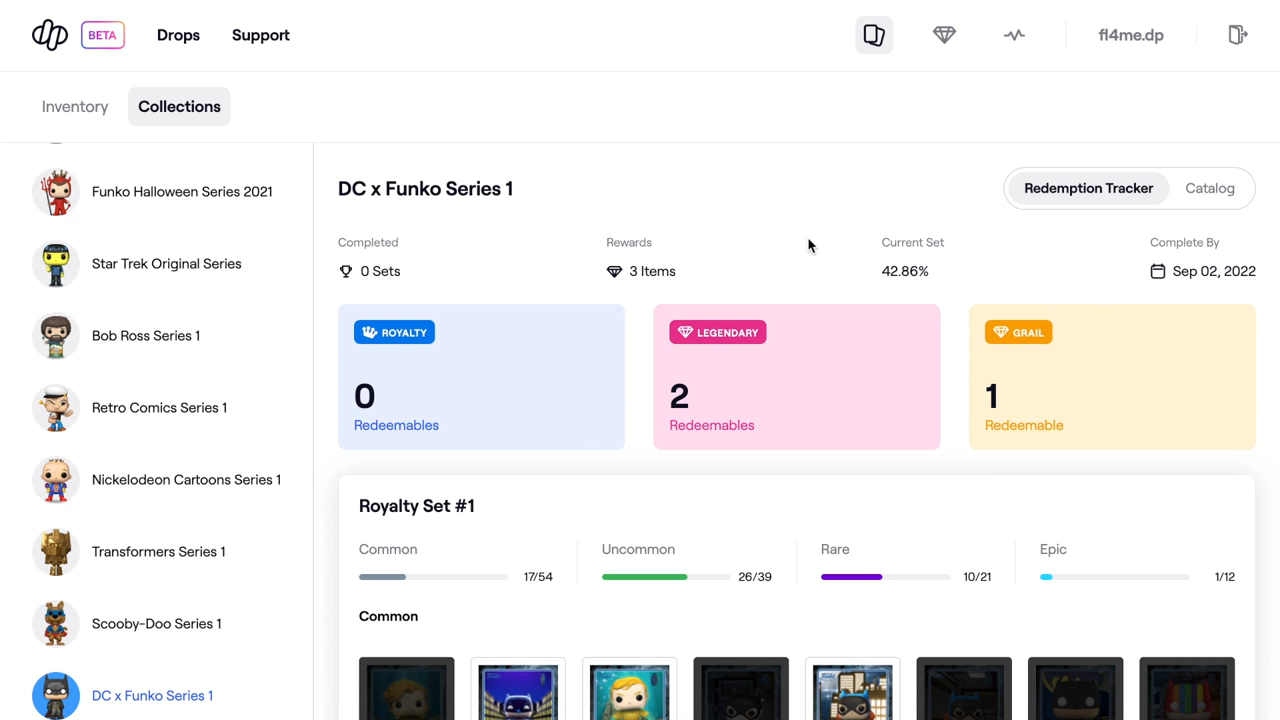 BETA
Drops
Support
fl4me.dp
Inventory
Collections
Funko Halloween Series 2021
Star Trek Original Series
Bob Ross Series 1
Retro Comics Series 1
Nickelodeon Cartoons Series 1
Transformers Series 1
Scooby-Doo Series 1
DC x Funko Series 1
DC x Funko Series 1
Redemption Tracker
Catalog
Completed
0 Sets
Rewards
3 Items
Current Set
42.86%
Complete By
Sep 02, 2022
ROYALTY
0
Redeemables
LEGENDARY
2
Redeemables
GRAIL
1
Redeemable
Royalty Set #1
Common
17/54
Uncommon
26/39
Rare
10/21
Epic
1/12
Common